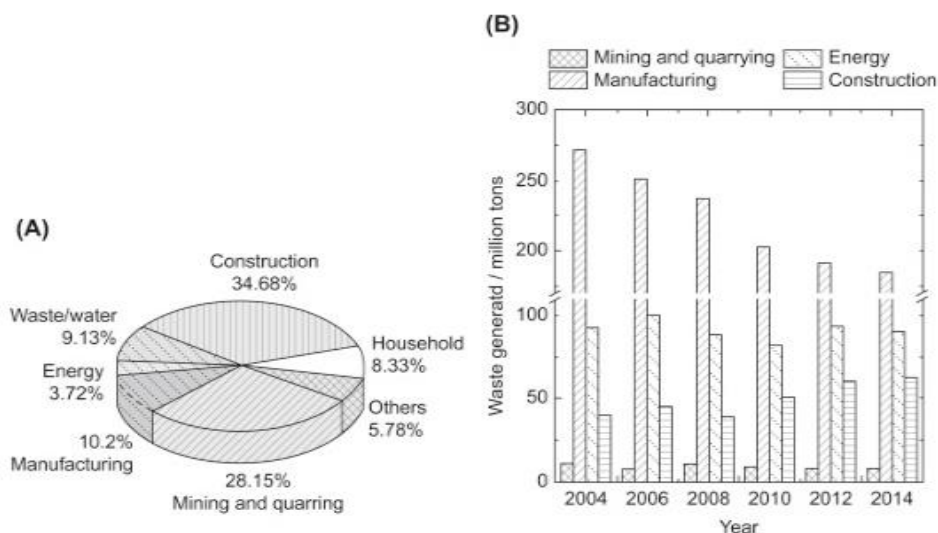 (A)
Construction
34.68%
Waste/water
9.13%
Household
8.33%
Energy
3.72%
Others
5.78%
10.2%
Manufacturing
28.15%
Mining and quarring
(B)
Mining and quarrying
Energy
Manufacturing
Construction
Waste generatd / million tons
300
250
200
100
50
0
2004 2006 2008 2010 2012 2014
Year